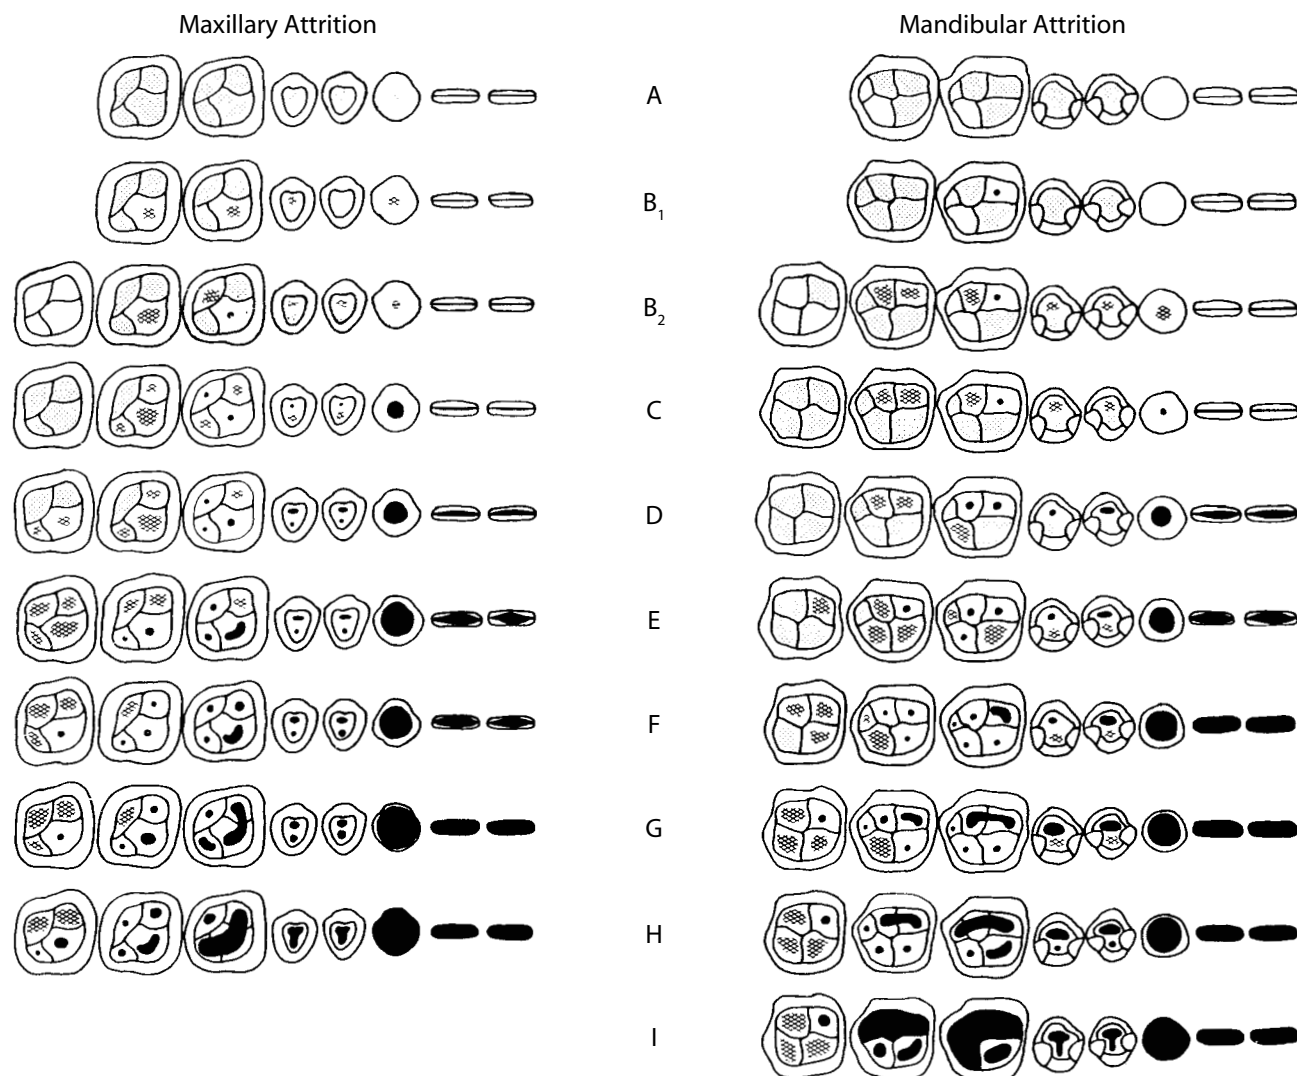 Maxillary Attrition Mandibular Attrition
A
B₁
B₂
C
D
E
F
G
H
I